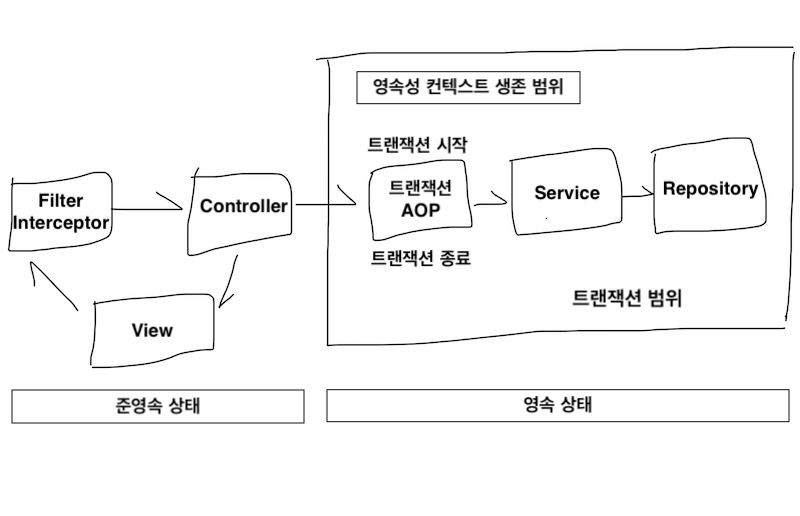 영속성 컨텍스트 생존 범위
트랜잭션 시작
Filter
Interceptor
Controller
트랜잭션
AOP
Service
Repository
트랜잭션 종료
트랜잭션 범위
View
준영속 상태
영속 상태